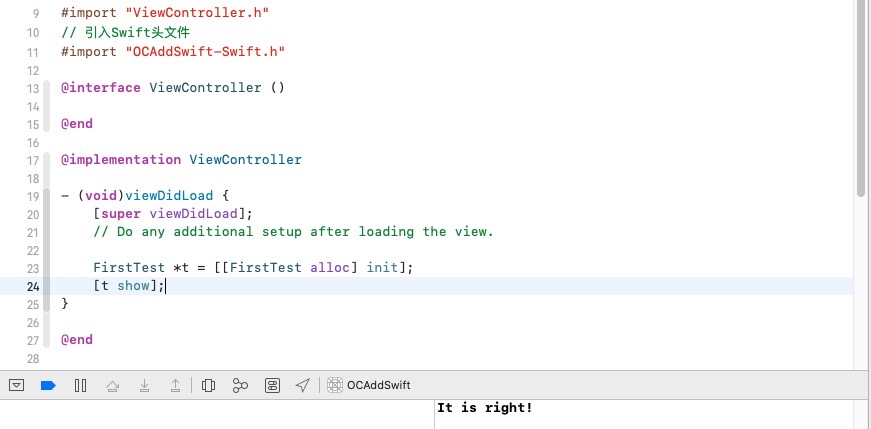 9 #import "ViewController.h"
10 // 引入Swift头文件
11 #import "OCAddSwift-Swift.h"
12
13 @interface ViewController ()
14
15 @end
16
17 @implementation ViewController
18
19 - (void)viewDidLoad {
20 [super viewDidLoad];
21 // Do any additional setup after loading the view.
22
23 FirstTest *t = [[FirstTest alloc] init];
24 [t show];
25 }
26
27 @end
28
OCAddSwift
It is right!